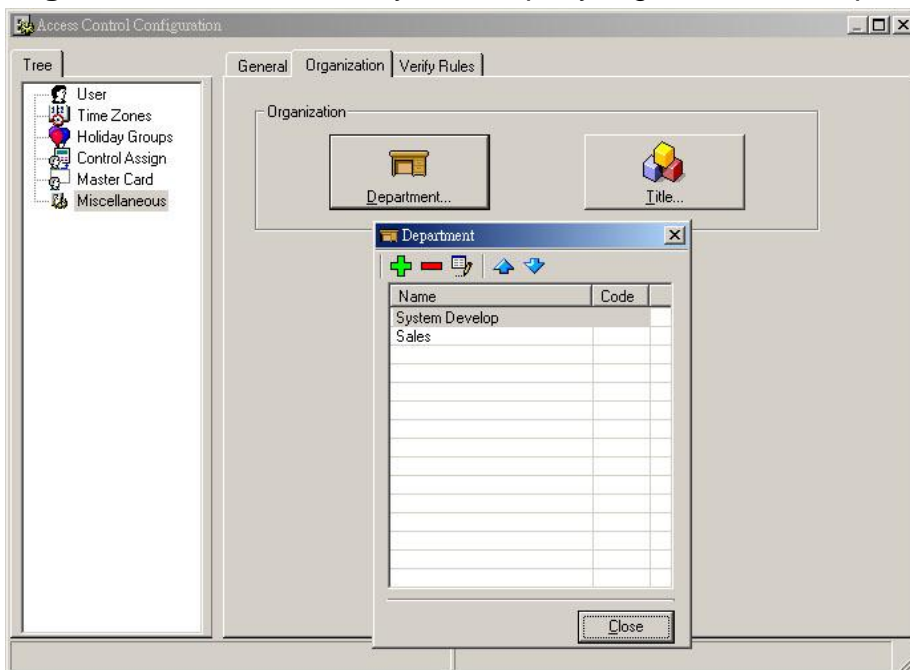 Access Control Configuration
Tree
General Organization Verify Rules
User
Time Zones
Holiday Groups
Control Assign
Master Card
Miscellaneous
Organization
Department...
Title...
Department
Name Code
System Develop
Sales
Close